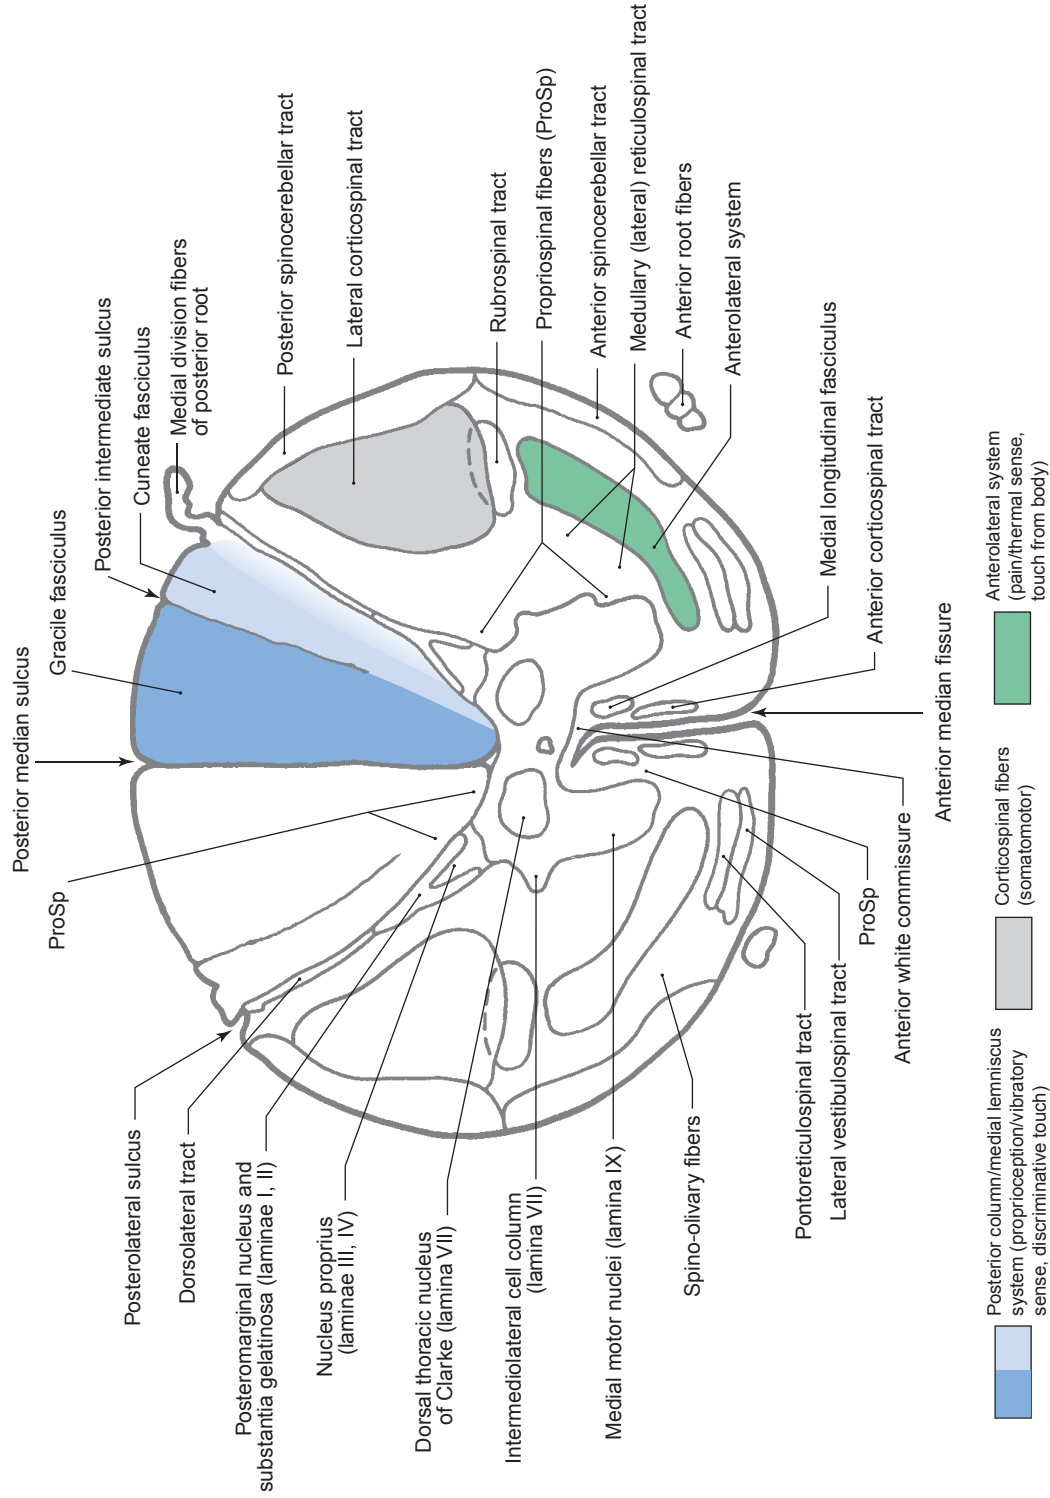 Posterior median sulcus
Gracile fasciculus
Posterior intermediate sulcus
Cuneate fasciculus
Medial division fibers
of posterior root
Posterior spinocerebellar tract
Lateral corticospinal tract
Rubrospinal tract
Propriospinal fibers (ProSp)
Anterior spinocerebellar tract
Medullary (lateral) reticulospinal tract
Anterior root fibers
Anterolateral system
Medial longitudinal fasciculus
Anterior corticospinal tract
Anterior median fissure
ProSp
Posterolateral sulcus
Dorsolateral tract
Posteromarginal nucleus and
substantia gelatinosa (laminae I, II)
Nucleus proprius
(laminae III, IV)
Dorsal thoracic nucleus
of Clarke (lamina VII)
Intermediolateral cell column
(lamina VII)
Medial motor nuclei (lamina IX)
Spino-olivary fibers
Pontoreticulospinal tract
Lateral vestibulospinal tract
ProSp
Anterior white commissure
Posterior column/medial lemniscus
system (proprioception/vibratory
sense, discriminative touch)
Corticospinal fibers
(somatomotor)
Anterolateral system
(pain/thermal sense,
touch from body)